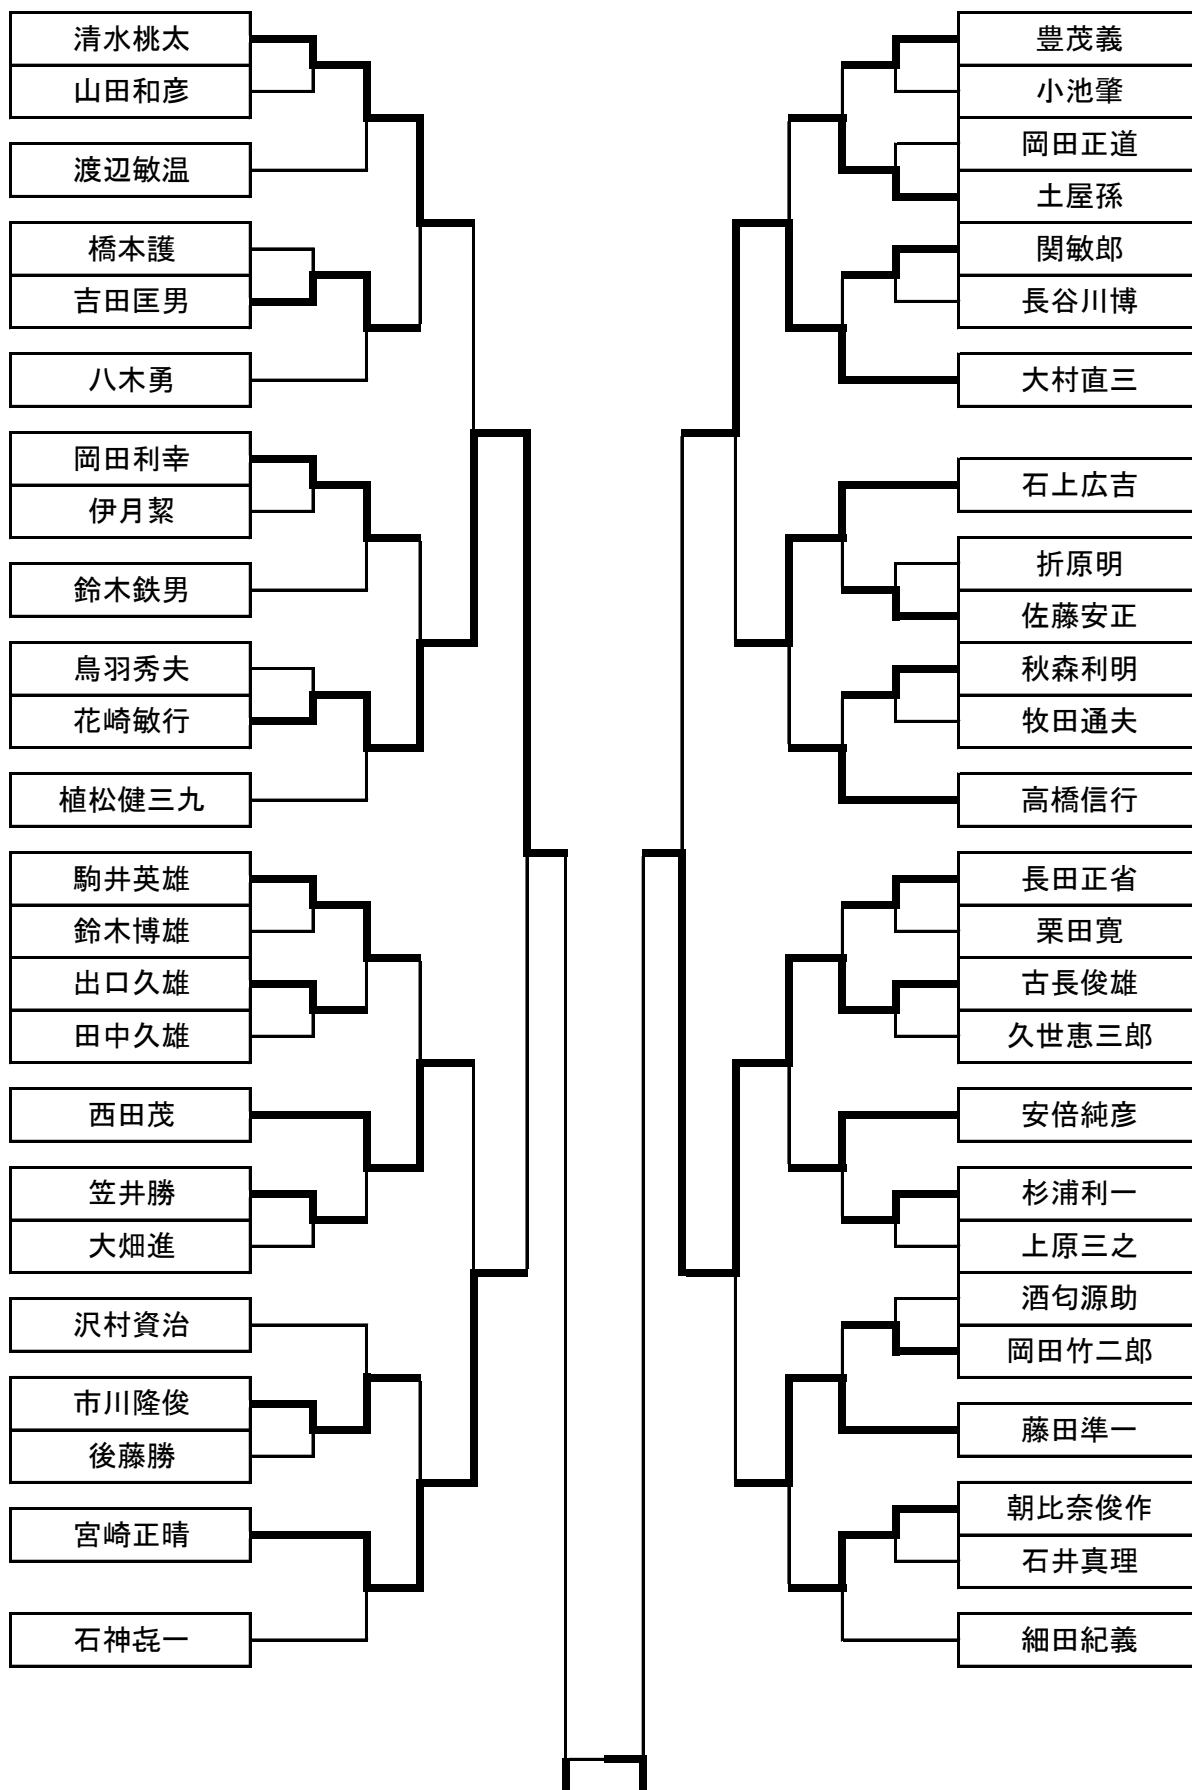 清水桃太
山田和彦
渡辺敏温
橋本護
吉田匡男
八木勇
岡田利幸
伊月絜
鈴木鉄男
鳥羽秀夫
花崎敏行
植松健三九
駒井英雄
鈴木博雄
出口久雄
田中久雄
西田茂
笠井勝
大畑進
沢村資治
市川隆俊
後藤勝
宮崎正晴
石神㐂一
豊茂義
小池肇
岡田正道
土屋孫
関敏郎
長谷川博
大村直三
石上広吉
折原明
佐藤安正
秋森利明
牧田通夫
高橋信行
長田正省
栗田寛
古長俊雄
久世恵三郎
安倍純彦
杉浦利一
上原三之
酒匂源助
岡田竹二郎
藤田準一
朝比奈俊作
石井真理
細田紀義